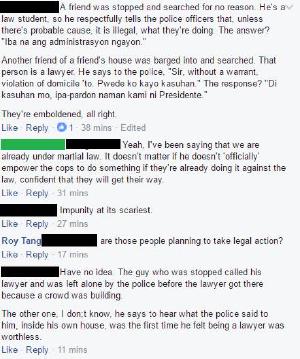 A friend was stopped and searched for no reason. He's a
law student, so he respectfully tells the police officers that, unless
there's probable cause, it is illegal, what they're doing. The answer?
"Iba na ang administrasyon ngayon."
Another friend of a friend's house was barged into and searched. That
person is a lawyer. He says to the police, "Sir, without a warrant,
violation of domicile 'to. Pwede ko kayo kasuhan." The response? "Di
kasuhan mo, ipa-pardon naman kami ni Presidente."
They're emboldened, all right.
Like · Reply · 1 · 38 mins · Edited
Yeah, I've been saying that we are
already under martial law. It doesn't matter if he doesn't 'officially'
empower the cops to do something if they're already doing it against the
law, confident that they will get their way.
Like · Reply · 31 mins
Impunity at its scariest.
Like · Reply · 27 mins
Roy Tang are those people planning to take legal action?
Like · Reply · 17 mins
Have no idea. The guy who was stopped called his
lawyer and was left alone by the police before the lawyer got there
because a crowd was building.
The other one, I don;t know, he says to hear what the police said to
him, inside his own house, was the first time he felt being a lawyer was
worthless.
Like · Reply · 11 mins